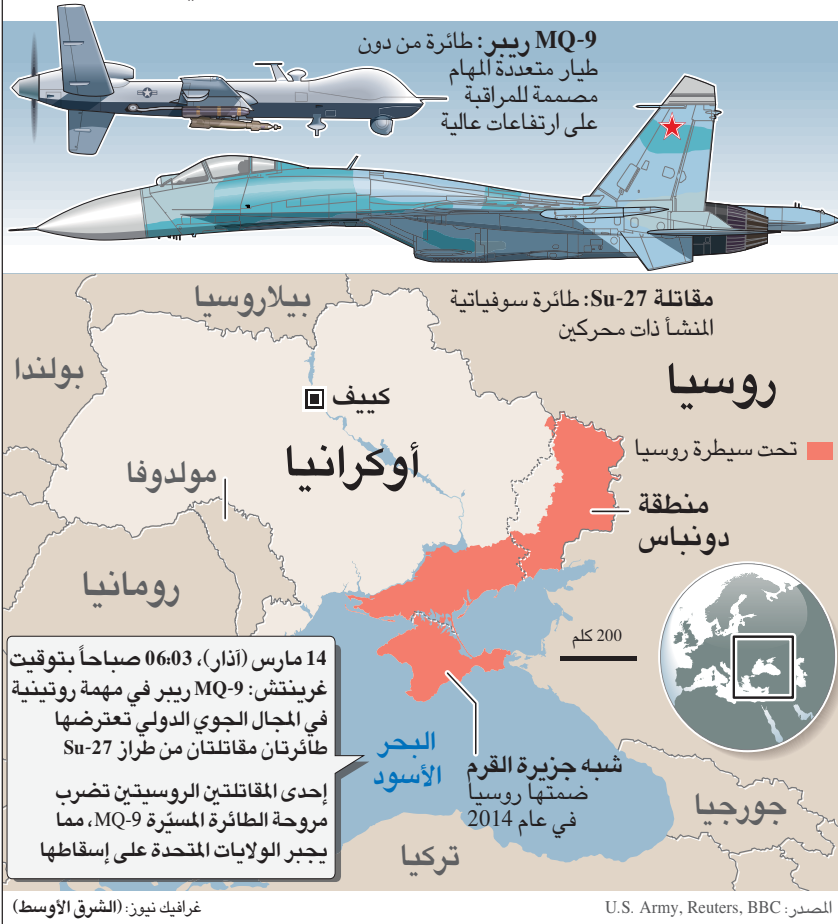 MQ-9 ريبر: طائرة من دون
طيار متعددة المهام
مصممة للمراقبة
على ارتفاعات عالية
مقاتلة Su-27: طائرة سوفياتية
المنشأ ذات محركين
بيلاروسيا
بولندا
روسيا
كييف
أوكرانيا
تحت سيطرة روسيا
مولدوفا
منطقة
دونباس
رومانيا
200 كلم
14 مارس (آذار)، 06:03 صباحاً بتوقيت
غرينتش: MQ-9 ريبر في مهمة روتينية
في المجال الجوي الدولي تعترضها
طائرتان مقاتلتان من طراز Su-27
إحدى المقاتلتين الروسيتين تضرب
مروحة الطائرة المسيّرة MQ-9، مما
يجبر الولايات المتحدة على إسقاطها
البحر
الأسود
شبه جزيرة القرم
ضمتها روسيا
في عام 2014
جورجيا
تركيا
المصدر: U.S. Army, Reuters, BBC
غرافيك نيوز: (الشرق الأوسط)